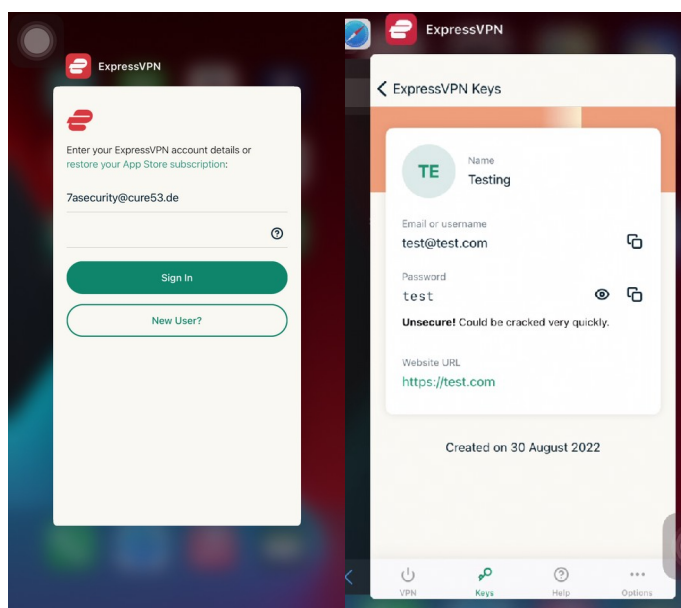 ExpressVPN
Enter your ExpressVPN account details or
restore your App Store subscription:
7asecurity@cure53.de
Sign In
New User?
ExpressVPN
ExpressVPN Keys
TE
Name
Testing
Email or username
test@test.com
Password
test
Unsecure! Could be cracked very quickly.
Website URL
https://test.com
Created on 30 August 2022
VPN
Keys
Help
Options